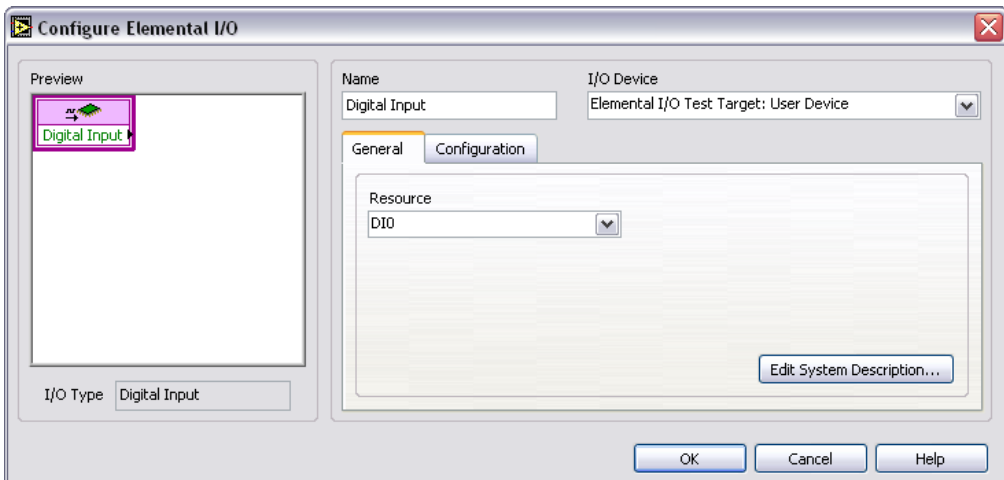 Configure Elemental I/O
Preview
Digital Input
I/O Type Digital Input
Name
Digital Input
I/O Device
Elemental I/O Test Target: User Device
General Configuration
Resource
DI0
Edit System Description...
OK Cancel Help